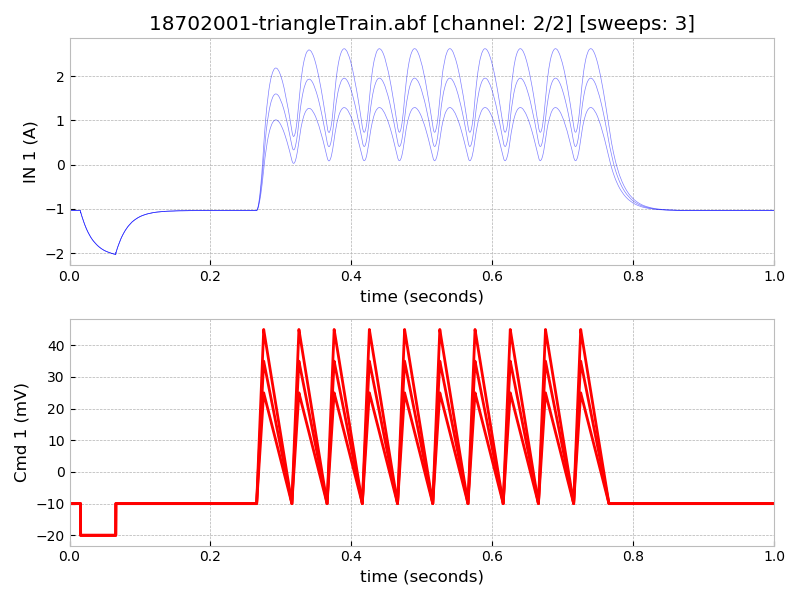 18702001-triangleTrain.abf [channel: 2/2] [sweeps: 3]
IN 1 (A)
2
1
0
−1
−2
0.0 0.2 0.4 0.6 0.8 1.0
time (seconds)
Cmd 1 (mV)
40
30
20
10
0
−10
−20
0.0 0.2 0.4 0.6 0.8 1.0
time (seconds)